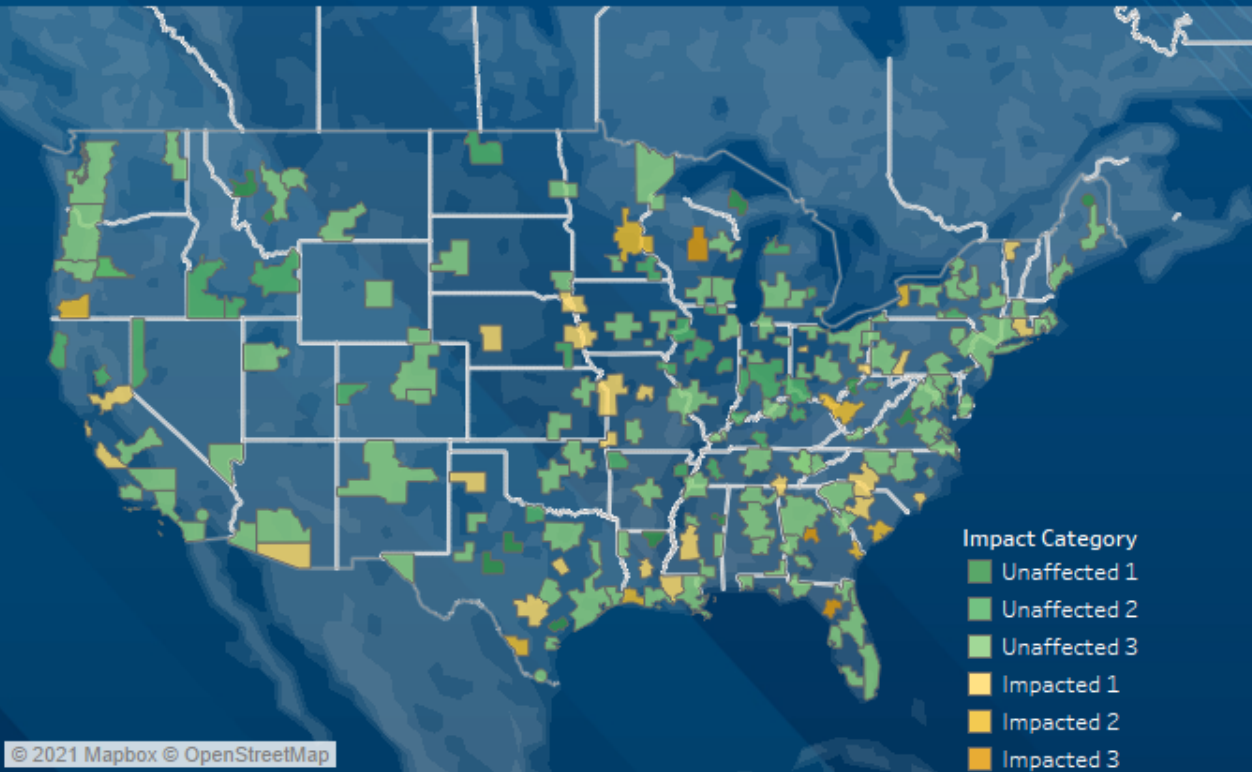 Impact Category
Unaffected 1
Unaffected 2
Unaffected 3
Impacted 1
Impacted 2
Impacted 3
© 2021 Mapbox © OpenStreetMap